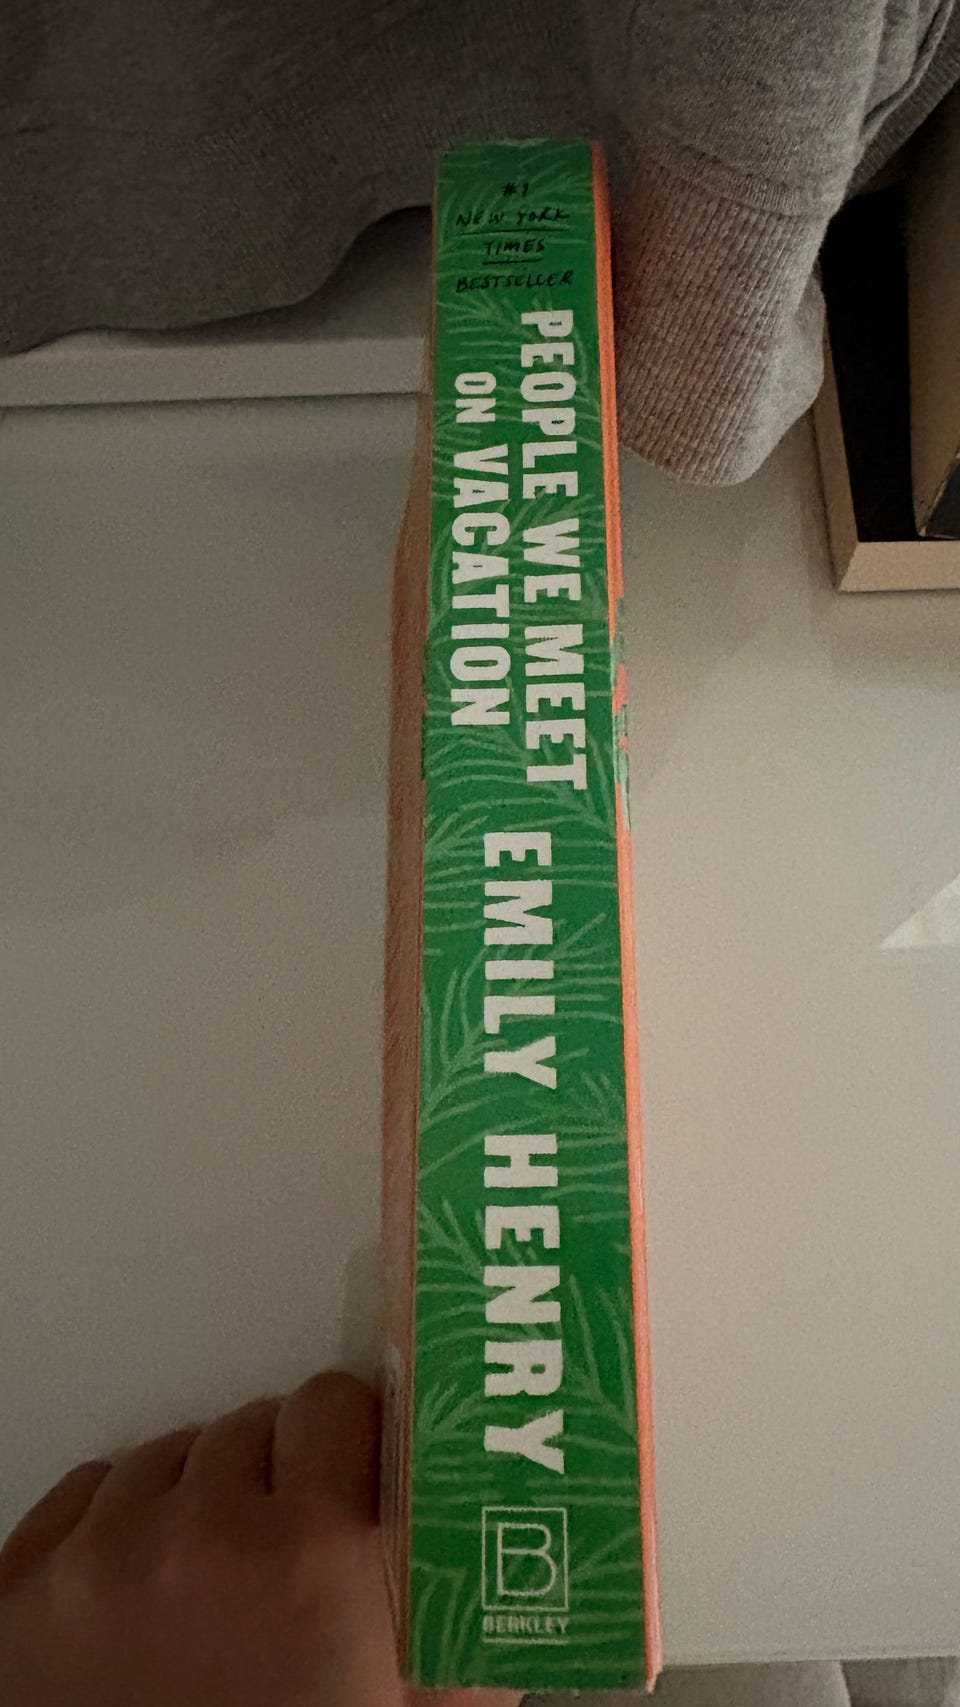 #1
NEW YORK
TIMES
BESTSELLER
PEOPLE WE MEET
ON VACATION
EMILY HENRY
B
BERKLEY